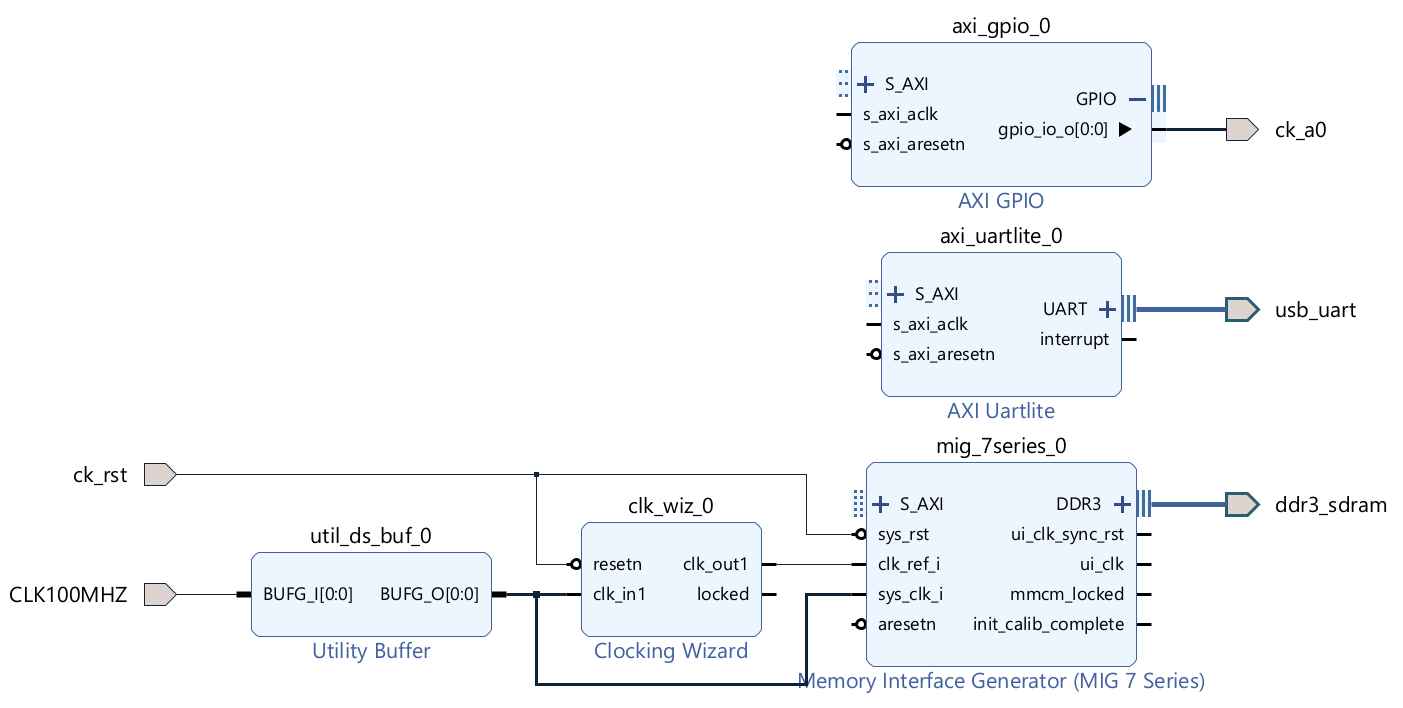 axi_gpio_0
S_AXI
s_axi_aclk
s_axi_aresetn
GPIO
gpio_io_o[0:0]
ck_a0
AXI GPIO
axi_uartlite_0
S_AXI
s_axi_aclk
s_axi_aresetn
UART
interrupt
usb_uart
AXI Uartlite
ck_rst
CLK100MHZ
util_ds_buf_0
BUFG_I[0:0]
BUFG_O[0:0]
Utility Buffer
clk_wiz_0
resetn
clk_in1
clk_out1
locked
Clocking Wizard
mig_7series_0
S_AXI
sys_rst
clk_ref_i
sys_clk_i
aresetn
DDR3
ui_clk_sync_rst
ui_clk
mmcm_locked
init_calib_complete
ddr3_sdram
Memory Interface Generator (MIG 7 Series)